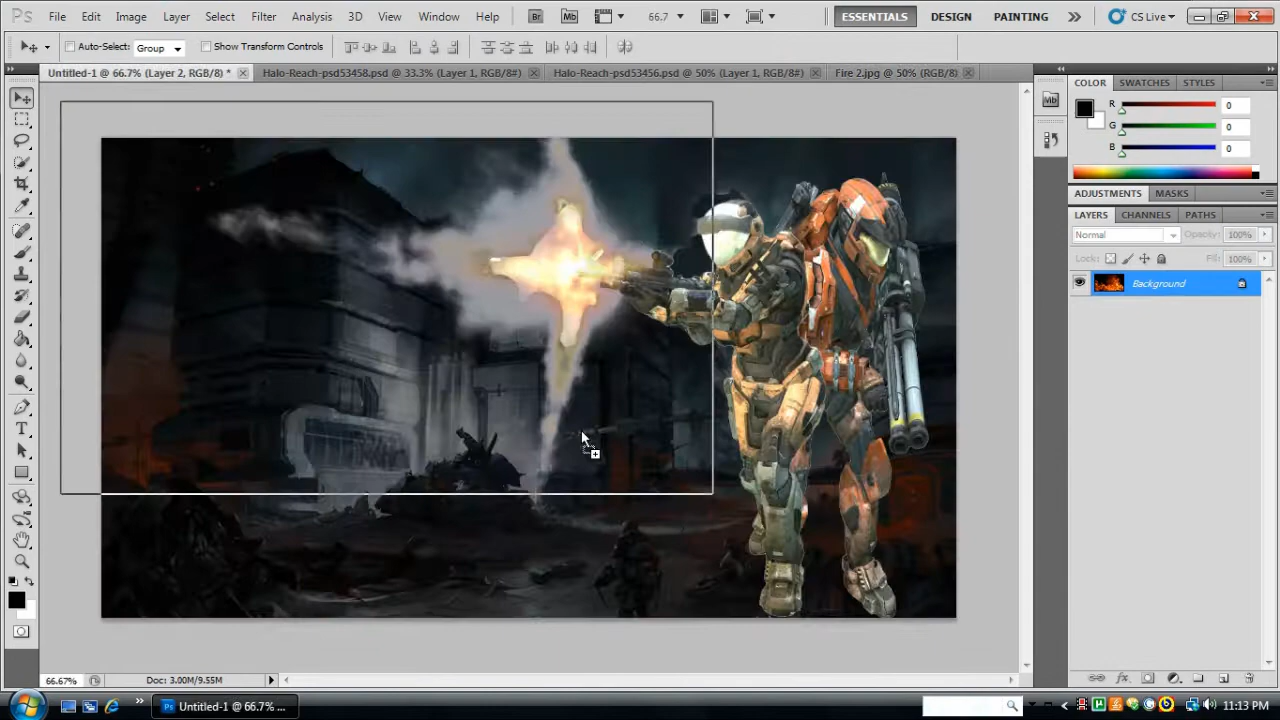 Ps File Edit Image Layer Select Filter Analysis 3D View Window Help Br Mb 66.7 ESSENTIALS DESIGN PAINTING CS Live
Auto-Select: Group Show Transform Controls
Untitled-1 @ 66.7% (Layer 2, RGB/8) * Halo-Reach-psd53458.psd @ 33.3% (Layer 1, RGB/8#) Halo-Reach-psd53456.psd @ 50% (Layer 1, RGB/8#) Fire 2.jpg @ 50% (RGB/8)
Mb
COLOR SWATCHES STYLES
R 0
G 0
B 0
ADJUSTMENTS MASKS
LAYERS CHANNELS PATHS
Normal Opacity: 100%
Lock: Fill: 100%
Background
T
66.67% Doc: 3.00M/9.55M
Ps Untitled-1 @ 66.7% ... 11:13 PM